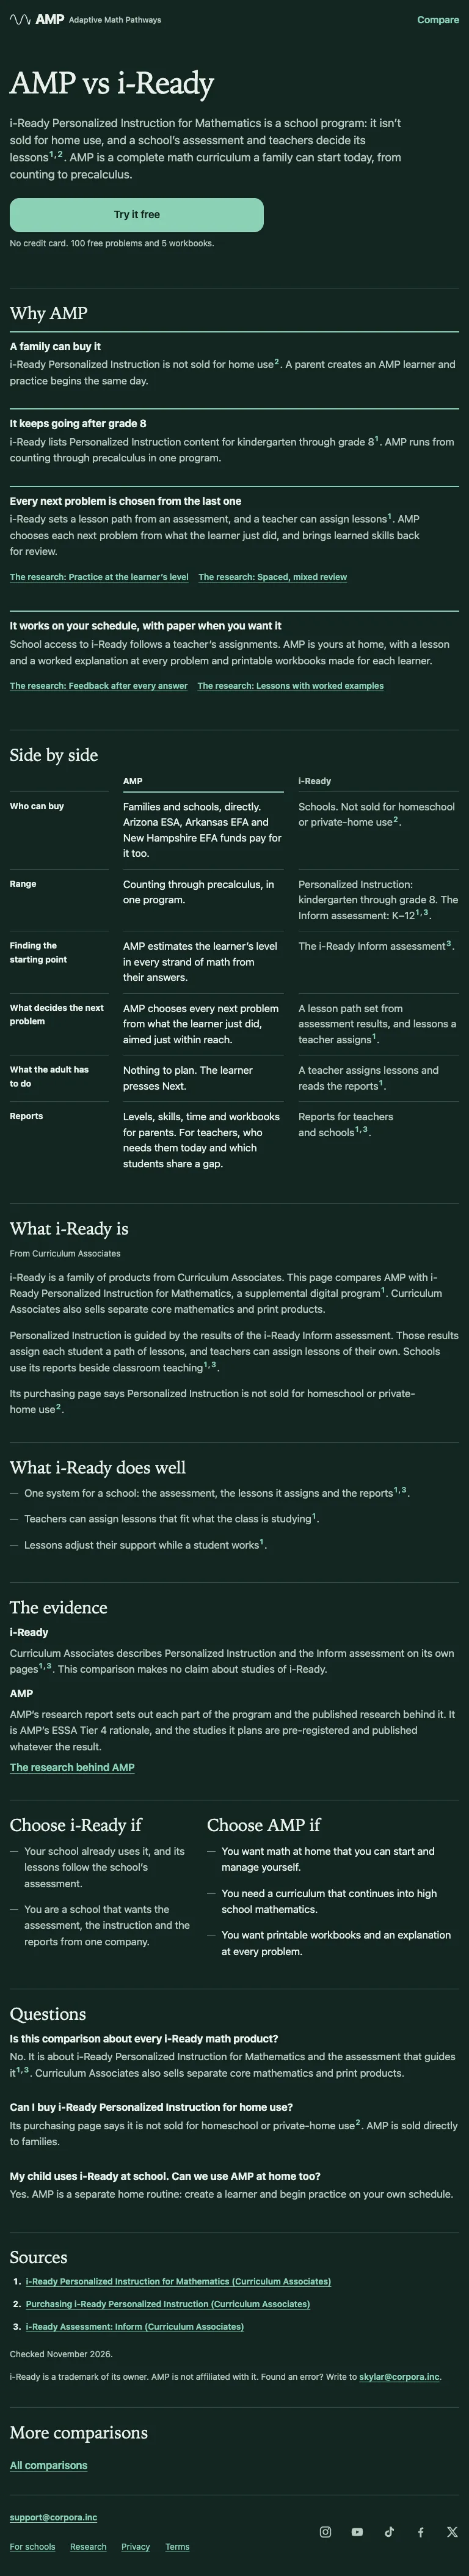 AMP Adaptive Math Pathways
Compare
AMP vs i-Ready
i-Ready Personalized Instruction for Mathematics is a school program: it isn't
sold for home use, and a school's assessment and teachers decide its
lessons1,2. AMP is a complete math curriculum a family can start today, from
counting to precalculus.
Try it free
No credit card. 100 free problems and 5 workbooks.
Why AMP
A family can buy it
i-Ready Personalized Instruction is not sold for home use2. A parent creates an AMP learner and
practice begins the same day.
It keeps going after grade 8
i-Ready lists Personalized Instruction content for kindergarten through grade 81. AMP runs from
counting through precalculus in one program.
Every next problem is chosen from the last one
i-Ready sets a lesson path from an assessment, and a teacher can assign lessons1. AMP
chooses each next problem from what the learner just did, and brings learned skills back
for review.
The research: Practice at the learner's level The research: Spaced, mixed review
It works on your schedule, with paper when you want it
School access to i-Ready follows a teacher's assignments. AMP is yours at home, with a lesson
and a worked explanation at every problem and printable workbooks made for each learner.
The research: Feedback after every answer The research: Lessons with worked examples
Side by side
AMP i-Ready
Who can buy
Families and schools, directly.
Arizona ESA, Arkansas EFA and
New Hampshire EFA funds pay for
it too.
Schools. Not sold for homeschool
or private-home use2.
Range
Counting through precalculus, in
one program.
Personalized Instruction:
kindergarten through grade 8. The
Inform assessment: K–121,3.
Finding the
starting point
AMP estimates the learner's level
in every strand of math from
their answers.
The i-Ready Inform assessment3.
What decides the next
problem
AMP chooses every next problem
from what the learner just did,
aimed just within reach.
A lesson path set from
assessment results, and lessons a
teacher assigns1.
What the adult has
to do
Nothing to plan. The learner
presses Next.
A teacher assigns lessons and
reads the reports1.
Reports
Levels, skills, time and workbooks
for parents. For teachers, who
needs them today and which
students share a gap.
Reports for teachers
and schools1,3.
What i-Ready is
From Curriculum Associates
i-Ready is a family of products from Curriculum Associates. This page compares AMP with i-
Ready Personalized Instruction for Mathematics, a supplemental digital program1. Curriculum
Associates also sells separate core mathematics and print products.
Personalized Instruction is guided by the results of the i-Ready Inform assessment. Those results
assign each student a path of lessons, and teachers can assign lessons of their own. Schools
use its reports beside classroom teaching1,3.
Its purchasing page says Personalized Instruction is not sold for homeschool or private-
home use2.
What i-Ready does well
— One system for a school: the assessment, the lessons it assigns and the reports1,3.
— Teachers can assign lessons that fit what the class is studying1.
— Lessons adjust their support while a student works1.
The evidence
i-Ready
Curriculum Associates describes Personalized Instruction and the Inform assessment on its own
pages1,3. This comparison makes no claim about studies of i-Ready.
AMP
AMP's research report sets out each part of the program and the published research behind it. It
is AMP's ESSA Tier 4 rationale, and the studies it plans are pre-registered and published
whatever the result.
The research behind AMP
Choose i-Ready if
— Your school already uses it, and its
lessons follow the school's
assessment.
— You are a school that wants the
assessment, the instruction and the
reports from one company.
Choose AMP if
— You want math at home that you can start and
manage yourself.
— You need a curriculum that continues into high
school mathematics.
— You want printable workbooks and an explanation
at every problem.
Questions
Is this comparison about every i-Ready math product?
No. It is about i-Ready Personalized Instruction for Mathematics and the assessment that guides
it1,3. Curriculum Associates also sells separate core mathematics and print products.
Can I buy i-Ready Personalized Instruction for home use?
Its purchasing page says it is not sold for homeschool or private-home use2. AMP is sold directly
to families.
My child uses i-Ready at school. Can we use AMP at home too?
Yes. AMP is a separate home routine: create a learner and begin practice on your own schedule.
Sources
1. i-Ready Personalized Instruction for Mathematics (Curriculum Associates)
2. Purchasing i-Ready Personalized Instruction (Curriculum Associates)
3. i-Ready Assessment: Inform (Curriculum Associates)
Checked November 2026.
i-Ready is a trademark of its owner. AMP is not affiliated with it. Found an error? Write to skylar@corpora.inc.
More comparisons
All comparisons
support@corpora.inc
For schools Research Privacy Terms